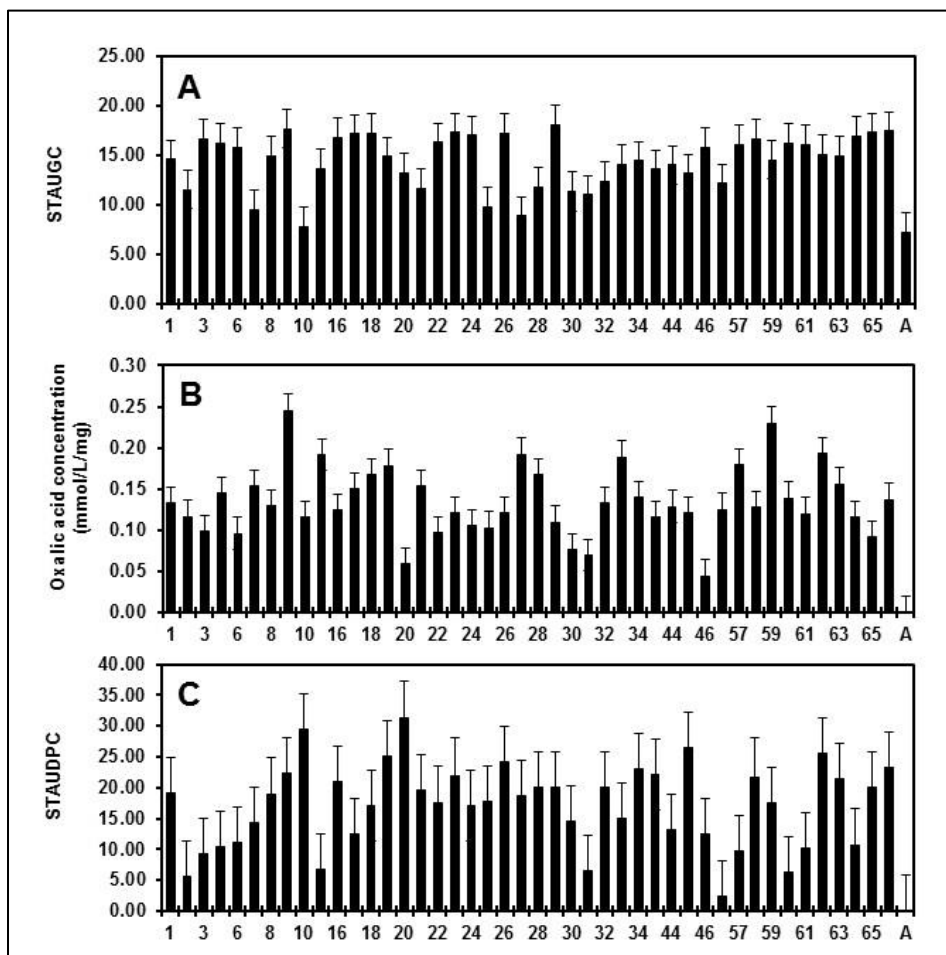 A
STAUGC
25.00
20.00
15.00
10.00
5.00
0.00
1 3 6 8 10 16 18 20 22 24 26 28 30 32 34 44 46 57 59 61 63 65 A
B
Oxalic acid concentration
(mmol/L/mg)
0.30
0.25
0.20
0.15
0.10
0.05
0.00
1 3 6 8 10 16 18 20 22 24 26 28 30 32 34 44 46 57 59 61 63 65 A
C
STAUDPC
40.00
35.00
30.00
25.00
20.00
15.00
10.00
5.00
0.00
1 3 6 8 10 16 18 20 22 24 26 28 30 32 34 44 46 57 59 61 63 65 A